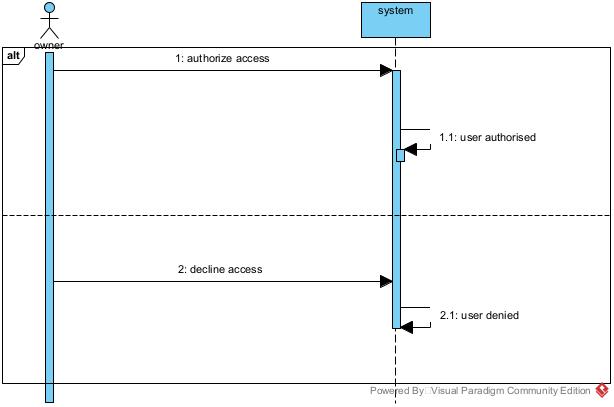 system
owner
alt
1: authorize access
1.1: user authorised
2: decline access
2.1: user denied
Powered By Visual Paradigm Community Edition